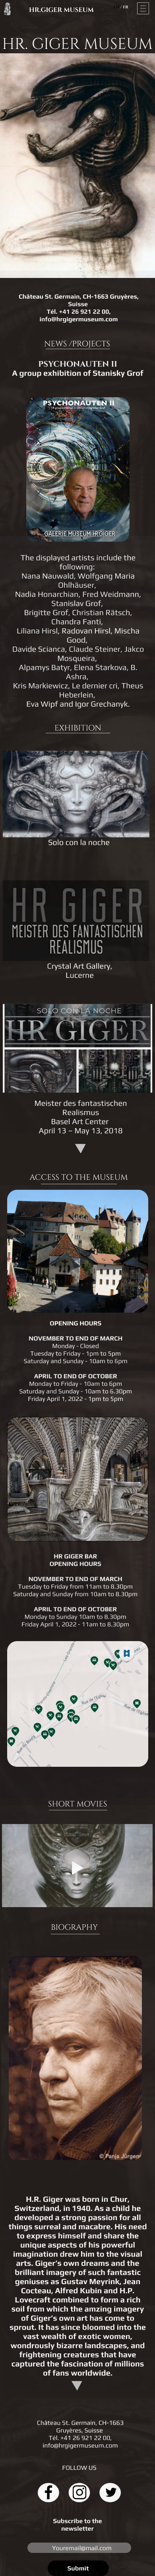 HR.GIGER MUSEUM
FR
HR. GIGER MUSEUM
Château St. Germain, CH-1663 Gruyères,
Suisse
Tél. +41 26 921 22 00,
info@hrgigermuseum.com
NEWS /PROJECTS
PSYCHONAUTEN II
A group exhibition of Stanisky Grof
PSYCHONAUTEN II
GALERIE MUSEUM HR GIGER
The displayed artists include the
following:
Nana Nauwald, Wolfgang Maria
Ohlhäuser,
Nadia Honarchian, Fred Weidmann,
Stanislav Grof,
Brigitte Grof, Christian Rätsch,
Chandra Fanti,
Liliana Hirsl, Radovan Hirsl, Mischa
Good,
Davide Scianca, Claude Steiner, Jakco
Mosqueira,
Alpamys Batyr, Elena Starkova, B.
Ashra,
Kris Markiewicz, Le dernier cri, Theus
Heberlein,
Eva Wipf and Igor Grechanyk.
EXHIBITION
Solo con la noche
HR GIGER
MEISTER DES FANTASTISCHEN
REALISMUS
Crystal Art Gallery,
Lucerne
SOLO CON LA NOCHE
HR GIGER
Meister des fantastischen
Realismus
Basel Art Center
April 13 – May 13, 2018
ACCESS TO THE MUSEUM
OPENING HOURS
NOVEMBER TO END OF MARCH
Monday - Closed
Tuesday to Friday - 1pm to 5pm
Saturday and Sunday - 10am to 6pm
APRIL TO END OF OCTOBER
Monday to Friday - 10am to 6pm
Saturday and Sunday - 10am to 6.30pm
Friday April 1, 2022 - 1pm to 5pm
HR GIGER BAR
OPENING HOURS
NOVEMBER TO END OF MARCH
Tuesday to Friday from 11am to 8.30pm
Saturday and Sunday from 10am to 8.30pm
APRIL TO END OF OCTOBER
Monday to Sunday 10am to 8.30pm
Friday April 1, 2022 - 11am to 8.30pm
SHORT MOVIES
BIOGRAPHY
H.R. Giger was born in Chur,
Switzerland, in 1940. As a child he
developed a strong passion for all
things surreal and macabre. His need
to express himself and share the
unique aspects of his powerful
imagination drew him to the visual
arts. Giger's own dreams and the
brilliant imagery of such fantastic
geniuses as Gustav Meyrink, Jean
Cocteau, Alfred Kubin and H.P.
Lovecraft combined to form a rich
soil from which the amzing imagery
of Giger's own art has come to
sprout. It has since bloomed into the
vast wealth of exotic women,
wondrously bizarre landscapes, and
frightening creatures that have
captured the fascination of millions
of fans worldwide.
Château St. Germain, CH-1663
Gruyères, Suisse
Tél. +41 26 921 22 00,
info@hrgigermuseum.com
FOLLOW US
Subscribe to the
newsletter
Youremail@mail.com
Submit